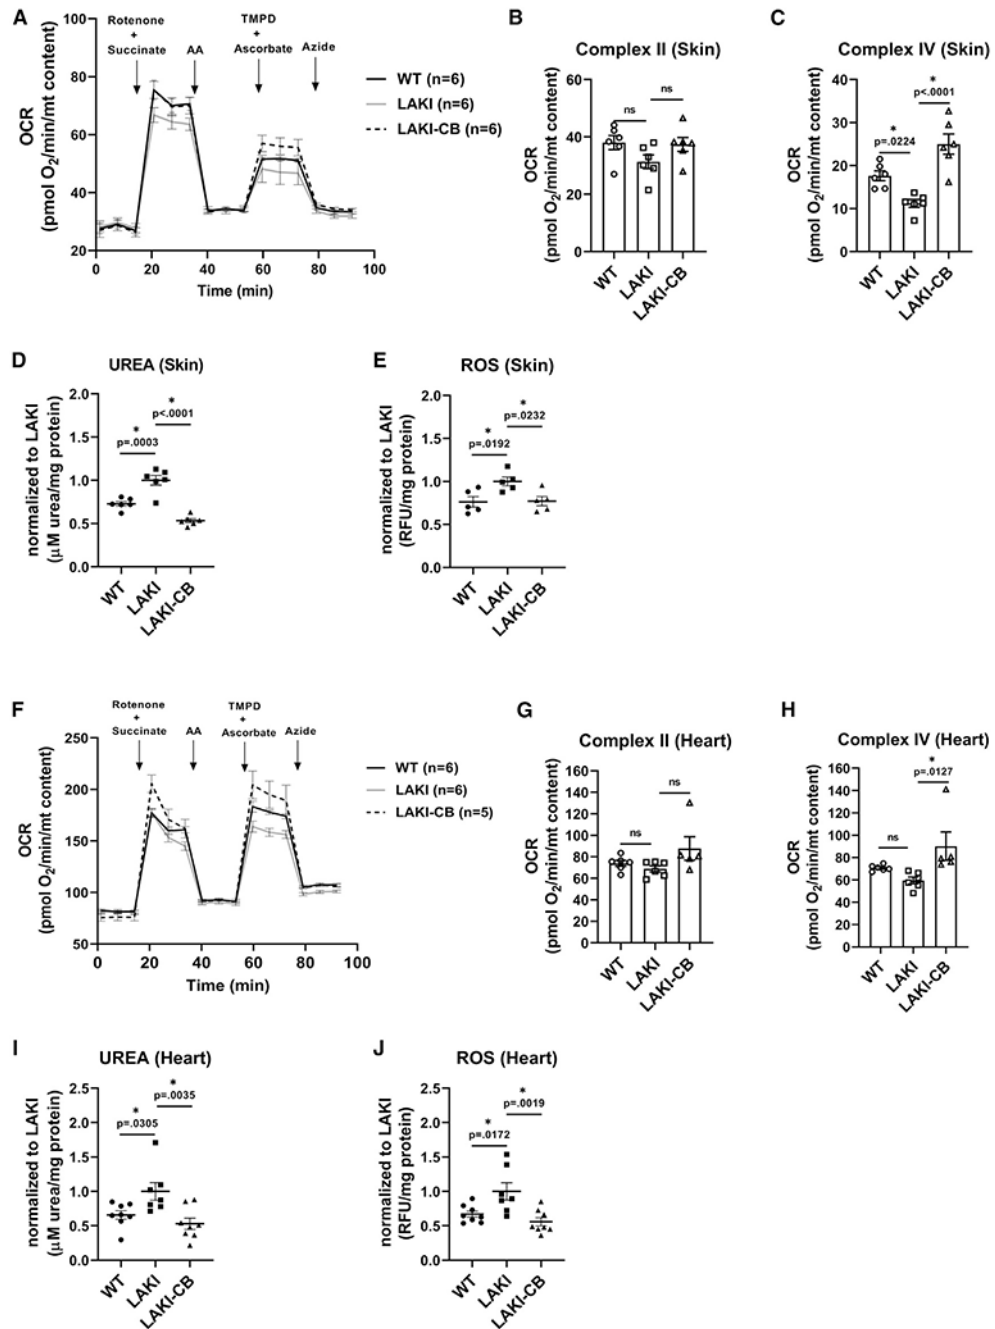 A
OCR
(pmol O2/min/mt content)
100
80
60
40
20
0
20
40
60
80
100
Time (min)
Rotenone
+
Succinate
AA
TMPD
+
Ascorbate
Azide
WT (n=6)
LAKI (n=6)
LAKI-CB (n=6)
B
Complex II (Skin)
OCR
(pmol O2/min/mt content)
60
40
20
0
ns
ns
WT
LAKI
LAKI-CB
C
Complex IV (Skin)
OCR
(pmol O2/min/mt content)
40
30
20
10
0
*
p=.0224
*
p<.0001
WT
LAKI
LAKI-CB
D
UREA (Skin)
normalized to LAKI
(µM urea/mg protein)
2.0
1.5
1.0
0.5
0.0
*
p=.0003
*
p<.0001
WT
LAKI
LAKI-CB
E
ROS (Skin)
normalized to LAKI
(RFU/mg protein)
2.0
1.5
1.0
0.5
0.0
*
p=.0192
*
p=.0232
WT
LAKI
LAKI-CB
F
OCR
(pmol O2/min/mt content)
250
200
150
100
50
0
20
40
60
80
100
Time (min)
Rotenone
+
Succinate
AA
TMPD
+
Ascorbate
Azide
WT (n=6)
LAKI (n=6)
LAKI-CB (n=5)
G
Complex II (Heart)
OCR
(pmol O2/min/mt content)
160
140
120
100
80
60
40
20
0
ns
ns
WT
LAKI
LAKI-CB
H
Complex IV (Heart)
OCR
(pmol O2/min/mt content)
160
140
120
100
80
60
40
20
0
ns
*
p=.0127
WT
LAKI
LAKI-CB
I
UREA (Heart)
normalized to LAKI
(µM urea/mg protein)
2.5
2.0
1.5
1.0
0.5
0.0
*
p=.0305
*
p=.0035
WT
LAKI
LAKI-CB
J
ROS (Heart)
normalized to LAKI
(RFU/mg protein)
2.5
2.0
1.5
1.0
0.5
0.0
*
p=.0172
*
p=.0019
WT
LAKI
LAKI-CB